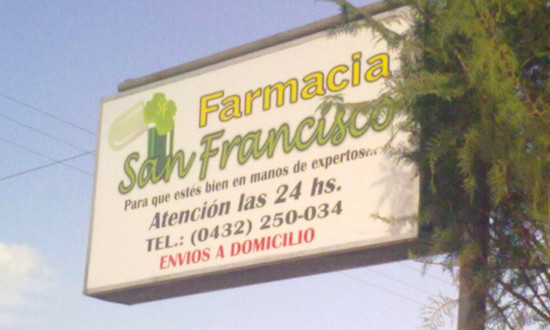 Farmacia
San Francisco
Para que estés bien en manos de expertos...
Atención las 24 hs.
TEL.: (0432) 250-034
ENVIOS A DOMICILIO